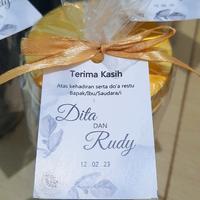 Terima Kasih
Atas kehadiran serta do'a restu
Bapak/Ibu/Saudara/i
Dita
DAN
Rudy
12 . 02 . 23